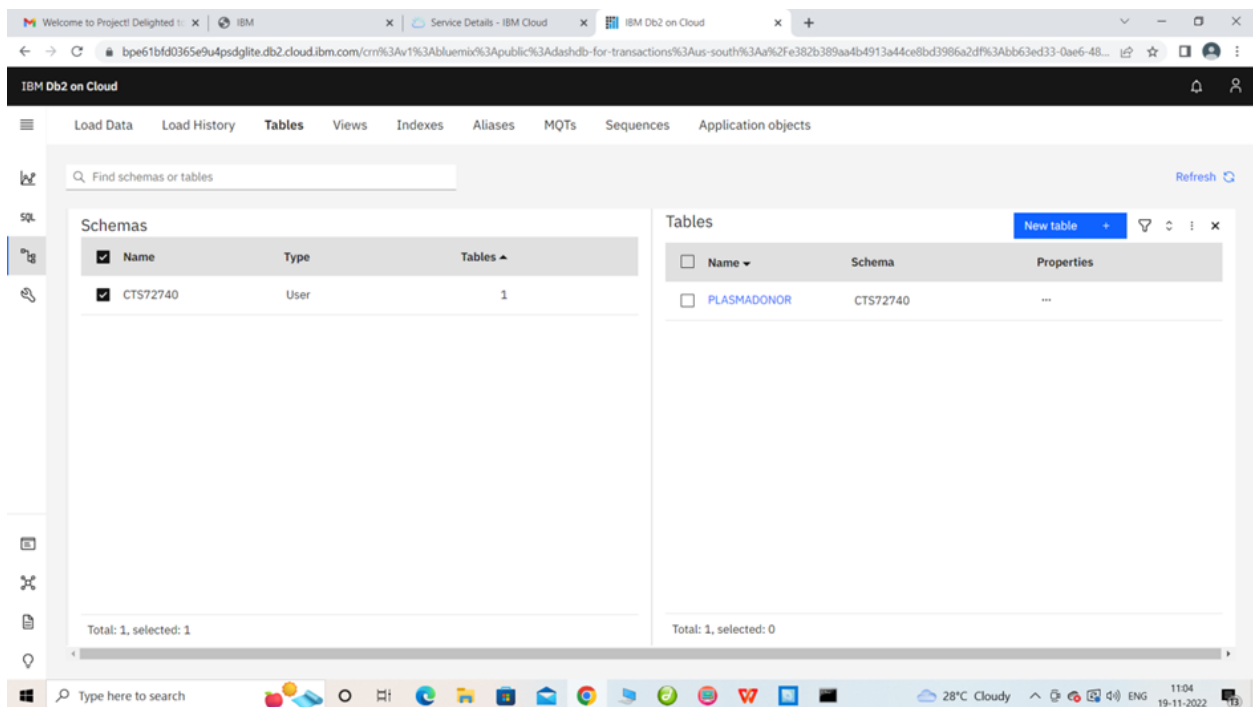 Welcome to Project! Delighted to
IBM
Service Details - IBM Cloud
IBM Db2 on Cloud
bpe61bfd0365e9u4psdglite.db2.cloud.ibm.com/crn%3Av1%3Abluemix%3Apublic%3Adashdb-for-transactions%3Aus-south%3Aa%2Fe382b389aa4b4913a44ce8bd3986a2df%3Abb63ed33-0ae6-48...
IBM Db2 on Cloud
Load Data Load History Tables Views Indexes Aliases MQTs Sequences Application objects
Find schemas or tables
Refresh
SQL
Schemas
Name Type Tables
CTS72740 User 1
Total: 1, selected: 1
Tables
New table +
Name Schema Properties
PLASMADONOR CTS72740 ...
Total: 1, selected: 0
Type here to search
28°C Cloudy
ENG
11:04
19-11-2022